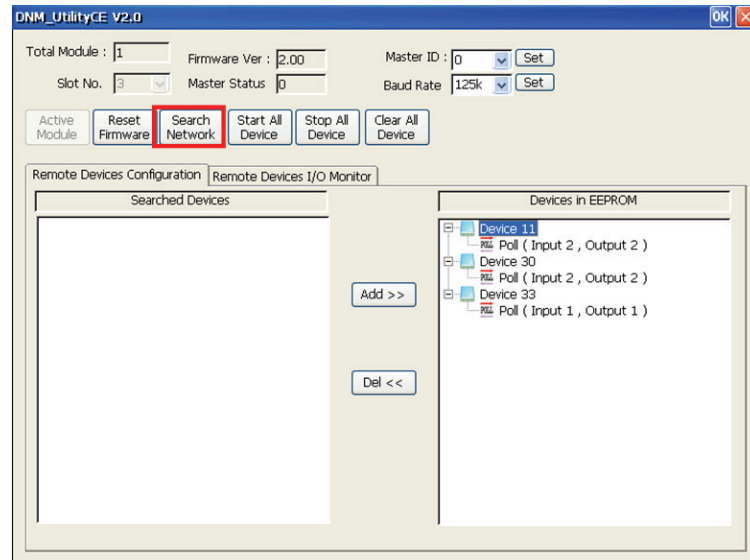 DNM_UtilityCE V2.0 OK
Total Module : 1 Firmware Ver : 2.00 Master ID : 0 Set
Slot No. 3 Master Status 0 Baud Rate 125k Set
Active Module Reset Firmware Search Network Start All Device Stop All Device Clear All Device
Remote Devices Configuration Remote Devices I/O Monitor
Searched Devices Devices in EEPROM
Device 11
POLL Poll ( Input 2 , Output 2 )
Device 30
POLL Poll ( Input 2 , Output 2 )
Device 33
POLL Poll ( Input 1 , Output 1 )
Add >>
Del <<